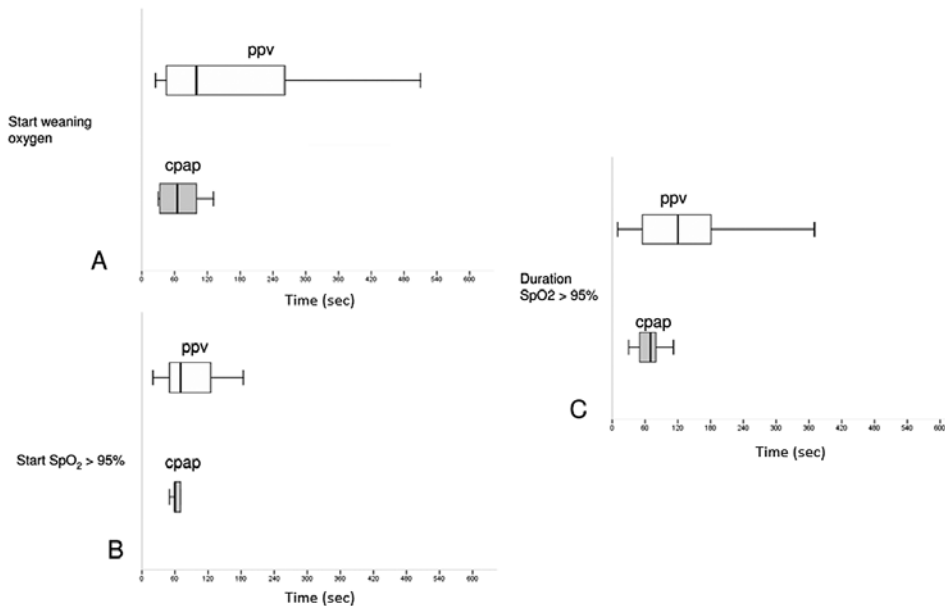 ppv
Start weaning
oxygen
cpap
A
0 60 120 180 240 300 360 420 480 540 600
Time (sec)
ppv
Start SpO₂ > 95%
cpap
B
0 60 120 180 240 300 360 420 480 540 600
Time (sec)
ppv
Duration
SpO2 > 95%
cpap
C
0 60 120 180 240 300 360 420 480 540 600
Time (sec)